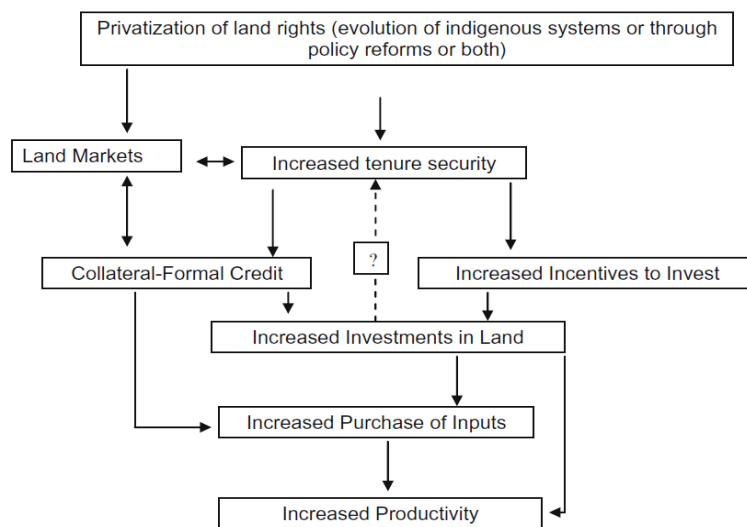 Privatization of land rights (evolution of indigenous systems or through
policy reforms or both)
Land Markets
Increased tenure security
?
Collateral-Formal Credit
Increased Incentives to Invest
Increased Investments in Land
Increased Purchase of Inputs
Increased Productivity